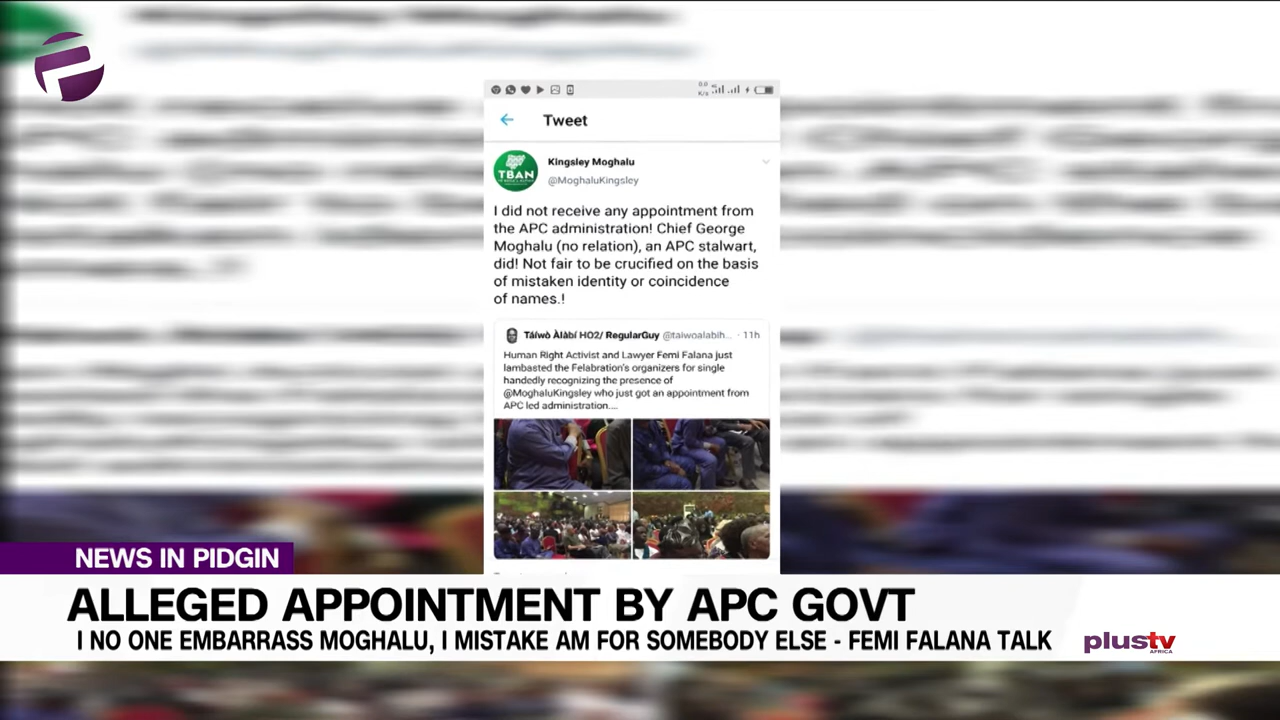 0.0
K/s
Tweet
TBAN
Kingsley Moghalu
@MoghaluKingsley
I did not receive any appointment from
the APC administration! Chief George
Moghalu (no relation), an APC stalwart,
did! Not fair to be crucified on the basis
of mistaken identity or coincidence
of names.!
Táíwò Àlàbí HO2/ RegularGuy @taiwoalabih... · 11h
Human Right Activist and Lawyer Femi Falana just
lambasted the Felabration's organizers for single
handedly recognizing the presence of
@MoghaluKingsley who just got an appointment from
APC led administration....
NEWS IN PIDGIN
ALLEGED APPOINTMENT BY APC GOVT
I NO ONE EMBARRASS MOGHALU, I MISTAKE AM FOR SOMEBODY ELSE - FEMI FALANA TALK
plustv
AFRICA